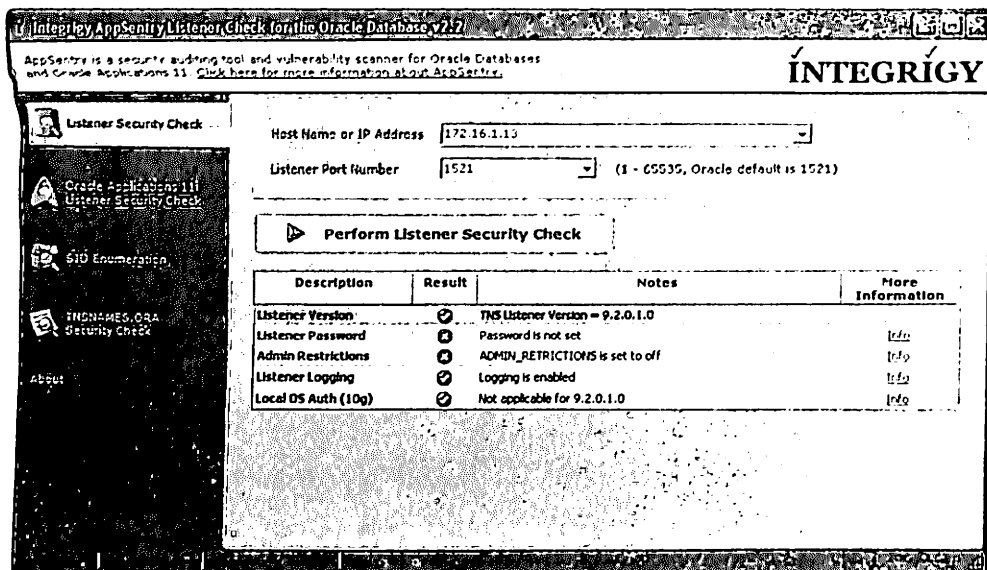 Integrigy AppSentry Listener Check for the Oracle Database v2.2
AppSentry is a security auditing tool and vulnerability scanner for Oracle Databases
and Oracle Applications 11i. Click here for more information about AppSentry.
INTEGRIGY
Listener Security Check
Oracle Applications 11i
Listener Security Check
SID Enumeration
TNSNAMES.ORA
Security Check
About
Host Name or IP Address 172.16.1.13
Listener Port Number 1521 (1 - 65535, Oracle default is 1521)
Perform Listener Security Check
Description Result Notes More
Information
Listener Version TNS Listener Version = 9.2.0.1.0
Listener Password Password is not set Info
Admin Restrictions ADMIN_RETRICTIONS is set to off Info
Listener Logging Logging is enabled Info
Local OS Auth (10g) Not applicable for 9.2.0.1.0 Info